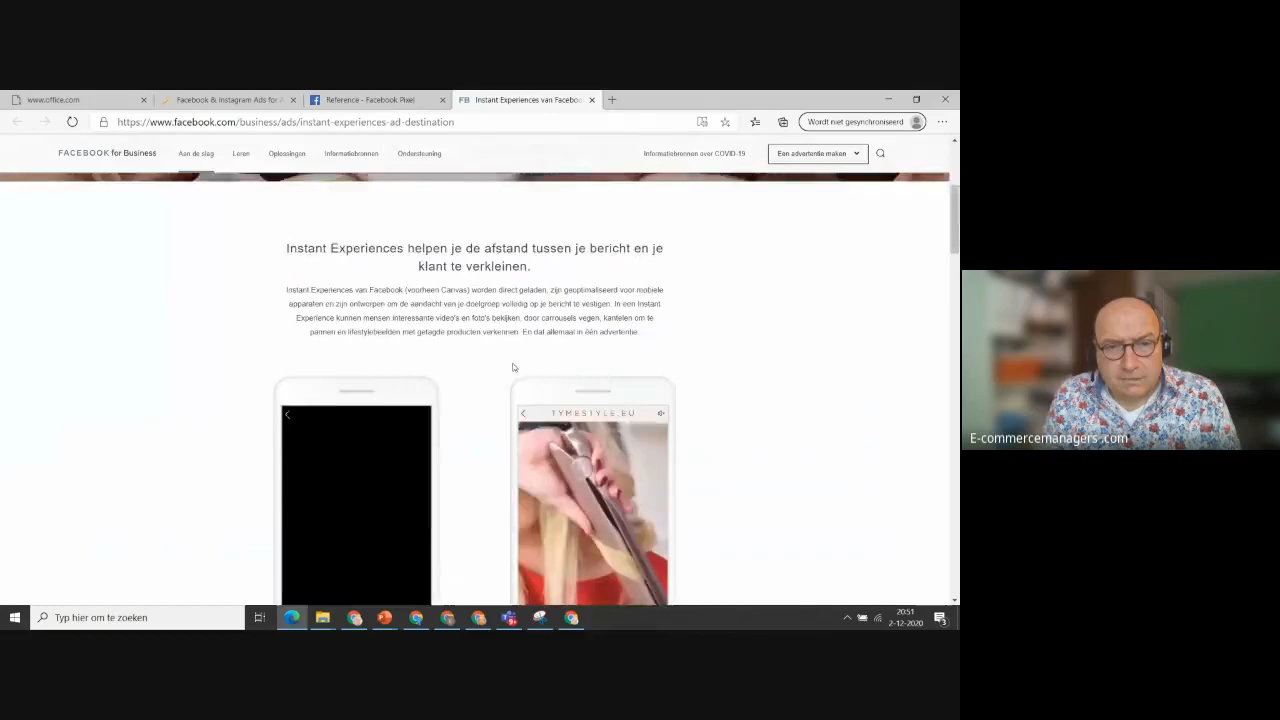 www.office.com
Facebook & Instagram Ads for
Reference - Facebook Pixel
FB Instant Experiences van Faceboo
https://www.facebook.com/business/ads/instant-experiences-ad-destination
Wordt niet gesynchroniseerd
FACEBOOK for Business
Aan de slag
Leren
Oplossingen
Informatiebronnen
Ondersteuning
Informatiebronnen over COVID-19
Een advertentie maken
Instant Experiences helpen je de afstand tussen je bericht en je
klant te verkleinen.
Instant Experiences van Facebook (voorheen Canvas) worden direct geladen, zijn geoptimaliseerd voor mobiele
apparaten en zijn ontworpen om de aandacht van je doelgroep volledig op je bericht te vestigen. In een Instant
Experience kunnen mensen interessante video's en foto's bekijken, door carrousels vegen, kantelen om te
pannen en lifestylebeelden met getagde producten verkennen. En dat allemaal in één advertentie.
TYMESTYLE.EU
E-commercemanagers .com
Typ hier om te zoeken
20:51
2-12-2020